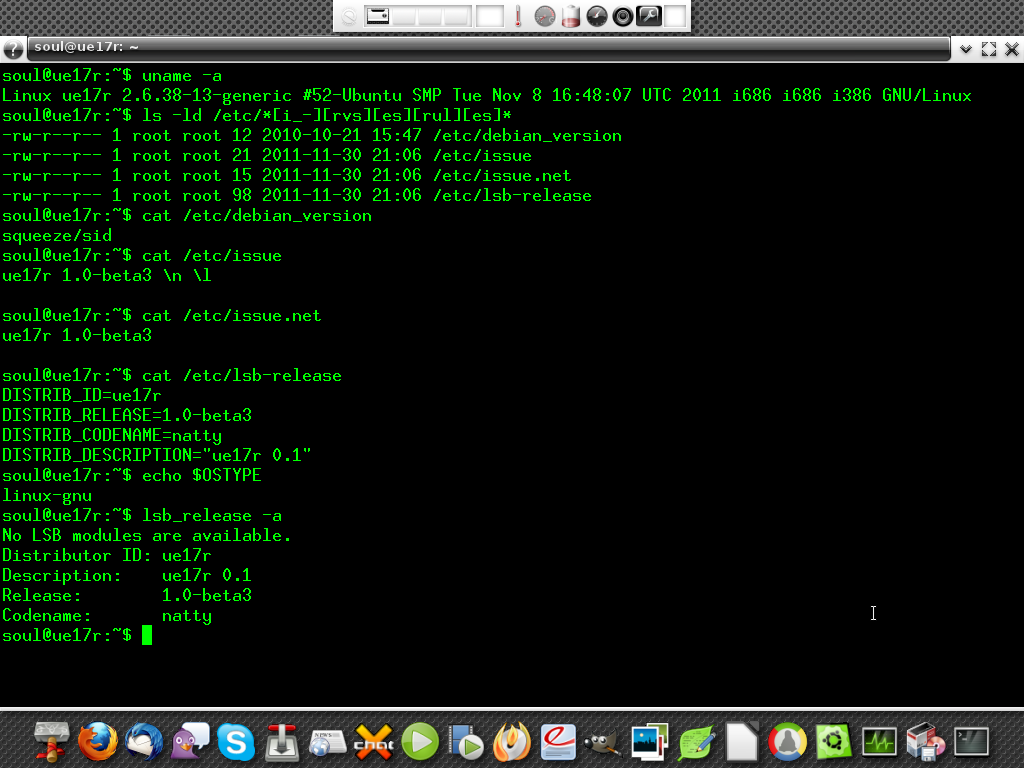 soul@ue17r: ~
soul@ue17r:~$ uname -a
Linux ue17r 2.6.38-13-generic #52-Ubuntu SMP Tue Nov 8 16:48:07 UTC 2011 i686 i686 i386 GNU/Linux
soul@ue17r:~$ ls -ld /etc/*[i_-][rvs][es][rul][es]*
-rw-r--r-- 1 root root 12 2010-10-21 15:47 /etc/debian_version
-rw-r--r-- 1 root root 21 2011-11-30 21:06 /etc/issue
-rw-r--r-- 1 root root 15 2011-11-30 21:06 /etc/issue.net
-rw-r--r-- 1 root root 98 2011-11-30 21:06 /etc/lsb-release
soul@ue17r:~$ cat /etc/debian_version
squeeze/sid
soul@ue17r:~$ cat /etc/issue
ue17r 1.0-beta3 \n \l
soul@ue17r:~$ cat /etc/issue.net
ue17r 1.0-beta3
soul@ue17r:~$ cat /etc/lsb-release
DISTRIB_ID=ue17r
DISTRIB_RELEASE=1.0-beta3
DISTRIB_CODENAME=natty
DISTRIB_DESCRIPTION="ue17r 0.1"
soul@ue17r:~$ echo $OSTYPE
linux-gnu
soul@ue17r:~$ lsb_release -a
No LSB modules are available.
Distributor ID: ue17r
Description:    ue17r 0.1
Release:        1.0-beta3
Codename:       natty
soul@ue17r:~$
NEWS
chat